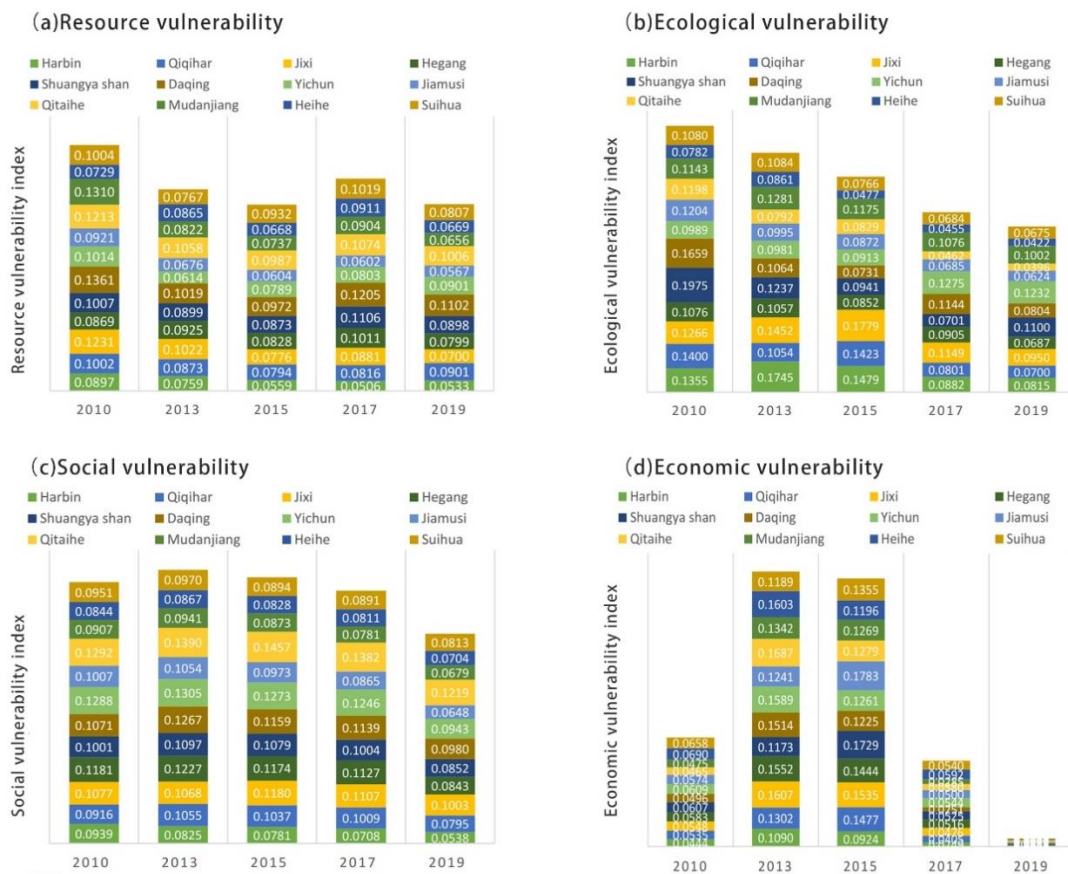 (a)Resource vulnerability
Harbin Qiqihar Jixi Hegang
Shuangya shan Daqing Yichun Jiamusi
Qitaihe Mudanjiang Heihe Suihua
Resource vulnerability index
0.1004 0.0729 0.1310 0.1213 0.0921 0.1014 0.1361 0.1007 0.0869 0.1231 0.1002 0.0897
0.0767 0.0865 0.0822 0.1058 0.0676 0.0614 0.1019 0.0899 0.0925 0.1022 0.0873 0.0759
0.0932 0.0668 0.0737 0.0987 0.0604 0.0789 0.0972 0.0873 0.0828 0.0776 0.0794 0.0559
0.1019 0.0911 0.0904 0.1074 0.0602 0.0803 0.1205 0.1106 0.1011 0.0881 0.0816 0.0506
0.0807 0.0669 0.0656 0.1006 0.0567 0.0901 0.1102 0.0898 0.0799 0.0700 0.0901 0.0533
2010 2013 2015 2017 2019
(b)Ecological vulnerability
Harbin Qiqihar Jixi Hegang
Shuangya shan Daqing Yichun Jiamusi
Qitaihe Mudanjiang Heihe Suihua
Ecological vulnerability index
0.1080 0.0782 0.1143 0.1198 0.1204 0.0989 0.1659 0.1975 0.1076 0.1266 0.1400 0.1355
0.1084 0.0861 0.1281 0.0792 0.0995 0.0981 0.1064 0.1237 0.1057 0.1452 0.1054 0.1745
0.0766 0.0477 0.1175 0.0829 0.0872 0.0913 0.0731 0.0941 0.0852 0.1779 0.1423 0.1479
0.0684 0.0455 0.1076 0.0462 0.0685 0.1275 0.1144 0.0701 0.0905 0.1149 0.0801 0.0882
0.0675 0.0422 0.1002 0.0396 0.0624 0.1232 0.0804 0.1100 0.0687 0.0950 0.0700 0.0815
2010 2013 2015 2017 2019
(c)Social vulnerability
Harbin Qiqihar Jixi Hegang
Shuangya shan Daqing Yichun Jiamusi
Qitaihe Mudanjiang Heihe Suihua
Social vulnerability index
0.0951 0.0844 0.0907 0.1292 0.1007 0.1288 0.1071 0.1001 0.1181 0.1077 0.0916 0.0939
0.0970 0.0867 0.0941 0.1390 0.1054 0.1305 0.1267 0.1097 0.1227 0.1068 0.1055 0.0825
0.0894 0.0828 0.0873 0.1457 0.0973 0.1273 0.1159 0.1079 0.1174 0.1180 0.1037 0.0781
0.0891 0.0811 0.0781 0.1382 0.0865 0.1246 0.1139 0.1004 0.1127 0.1107 0.1009 0.0708
0.0813 0.0704 0.0679 0.1219 0.0648 0.0943 0.0980 0.0852 0.0843 0.1003 0.0795 0.0538
2010 2013 2015 2017 2019
(d)Economic vulnerability
Harbin Qiqihar Jixi Hegang
Shuangya shan Daqing Yichun Jiamusi
Qitaihe Mudanjiang Heihe Suihua
Economic vulnerability index
0.0658 0.0690 0.0475 0.0465 0.0574 0.0609 0.0496 0.0607 0.0583 0.0548 0.0535
0.1189 0.1603 0.1342 0.1687 0.1241 0.1589 0.1514 0.1173 0.1552 0.1607 0.1302 0.1090
0.1355 0.1196 0.1269 0.1279 0.1783 0.1261 0.1225 0.1729 0.1444 0.1535 0.1477 0.0924
0.0540 0.0592 0.0500 0.0544 0.0525 0.0516 0.0476
2010 2013 2015 2017 2019